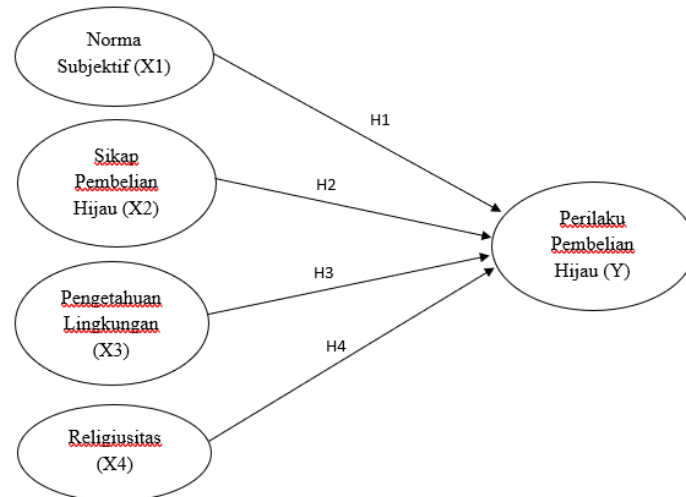 Norma
Subjektif (X1)
H1
Sikap
Pembelian
Hijau (X2)
H2
Perilaku
Pembelian
Hijau (Y)
Pengetahuan
Lingkungan
(X3)
H3
H4
Religiusitas
(X4)